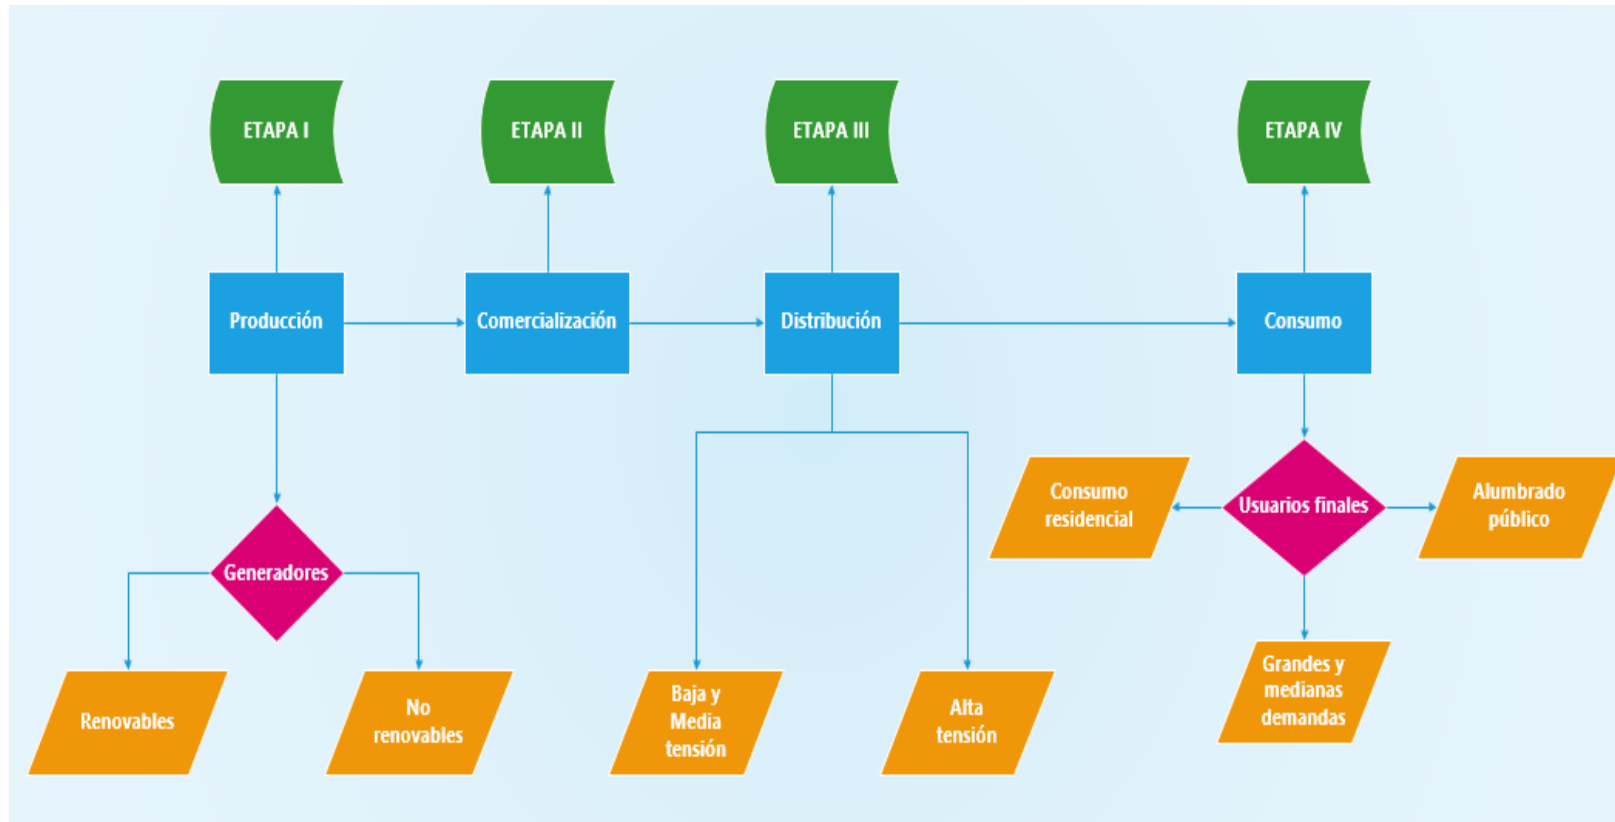 ETAPA I
ETAPA II
ETAPA III
ETAPA IV
Producción
Comercialización
Distribución
Consumo
Generadores
Renovables
No
renovables
Baja y
Media
tensión
Alta
tensión
Usuarios finales
Consumo
residencial
Alumbrado
público
Grandes y
medianas
demandas